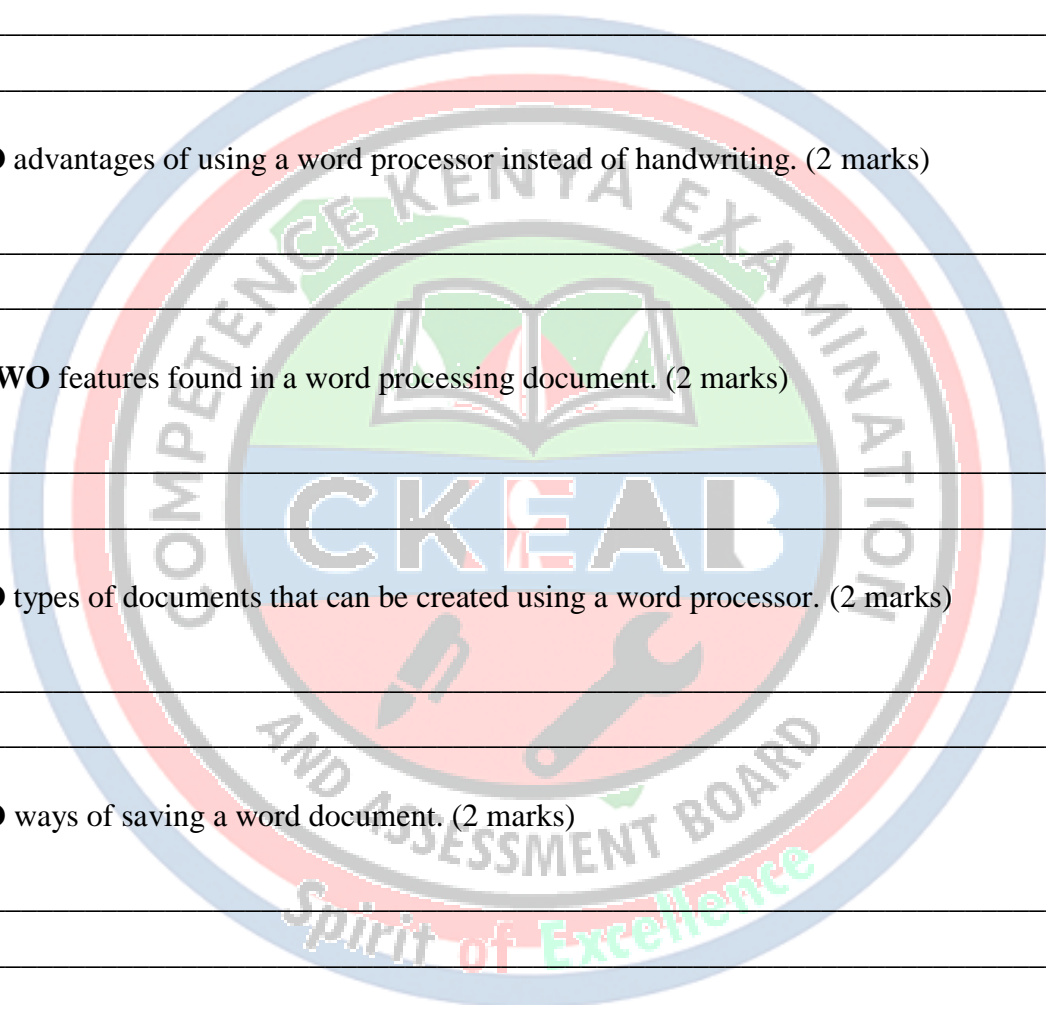 O advantages of using a word processor instead of handwriting. (2 marks)
WO features found in a word processing document. (2 marks)
O types of documents that can be created using a word processor. (2 marks)
O ways of saving a word document. (2 marks)
COMPETENCE KENYA EXAMINATION
CKEAB
AND ASSESSMENT BOARD
Spirit of Excellence